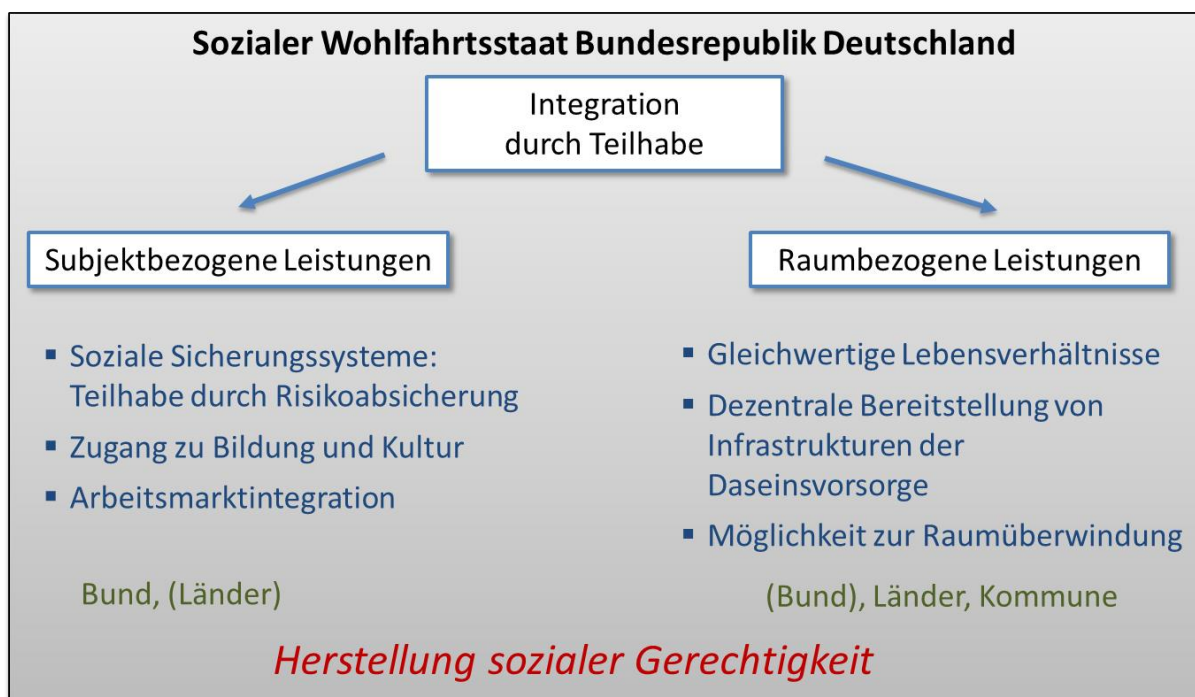 Sozialer Wohlfahrtsstaat Bundesrepublik Deutschland
Integration
durch Teilhabe
Subjektbezogene Leistungen
▪ Soziale Sicherungssysteme:
Teilhabe durch Risikoabsicherung
▪ Zugang zu Bildung und Kultur
▪ Arbeitsmarktintegration
Bund, (Länder)
Raumbezogene Leistungen
▪ Gleichwertige Lebensverhältnisse
▪ Dezentrale Bereitstellung von
Infrastrukturen der
Daseinsvorsorge
▪ Möglichkeit zur Raumüberwindung
(Bund), Länder, Kommune
Herstellung sozialer Gerechtigkeit